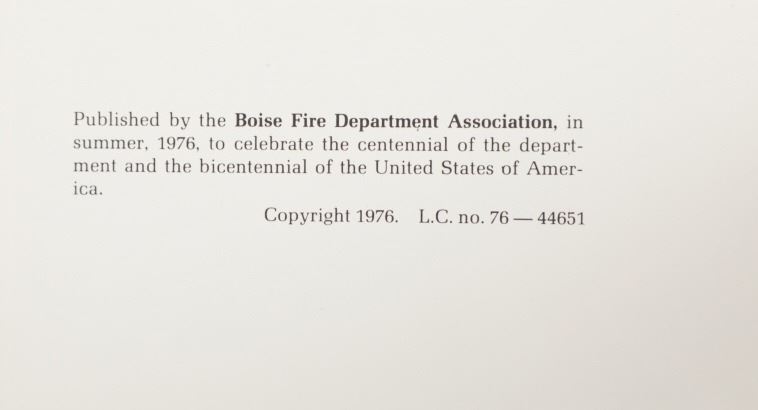 Published by the Boise Fire Department Association, in
summer, 1976, to celebrate the centennial of the depart-
ment and the bicentennial of the United States of Amer-
ica.
Copyright 1976. L.C. no. 76 — 44651